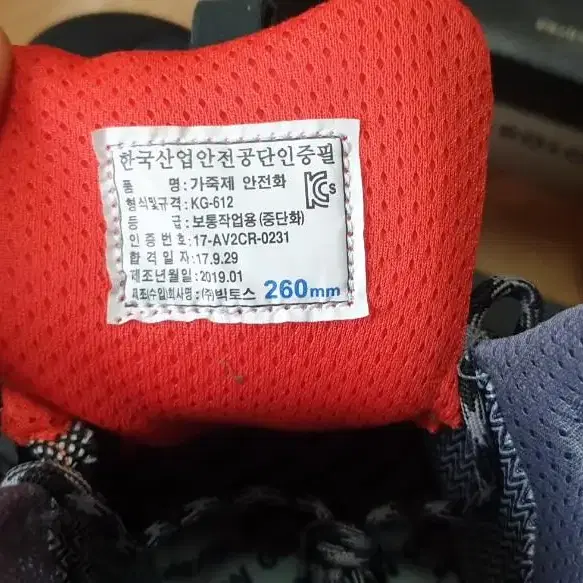 한국산업안전공단인증필
품 명 : 가죽제 안전화
형식및규격 : KG-612
등 급 : 보통작업용 (중단화)
인증번호 : 17-AV2CR-0231
합격일자 : 17.9.29
제조년월일 : 2019.01
제조(수입)회사명 : (주)빅토스 260mm
KCs